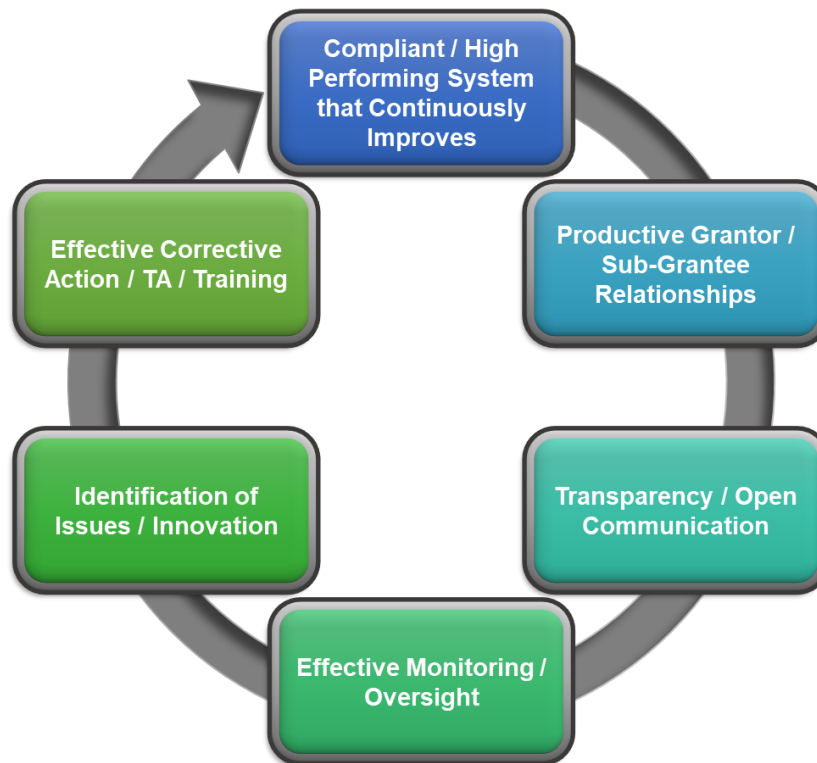 Compliant / High
Performing System
that Continuously
Improves
Productive Grantor /
Sub-Grantee
Relationships
Transparency / Open
Communication
Effective Monitoring /
Oversight
Identification of
Issues / Innovation
Effective Corrective
Action / TA / Training